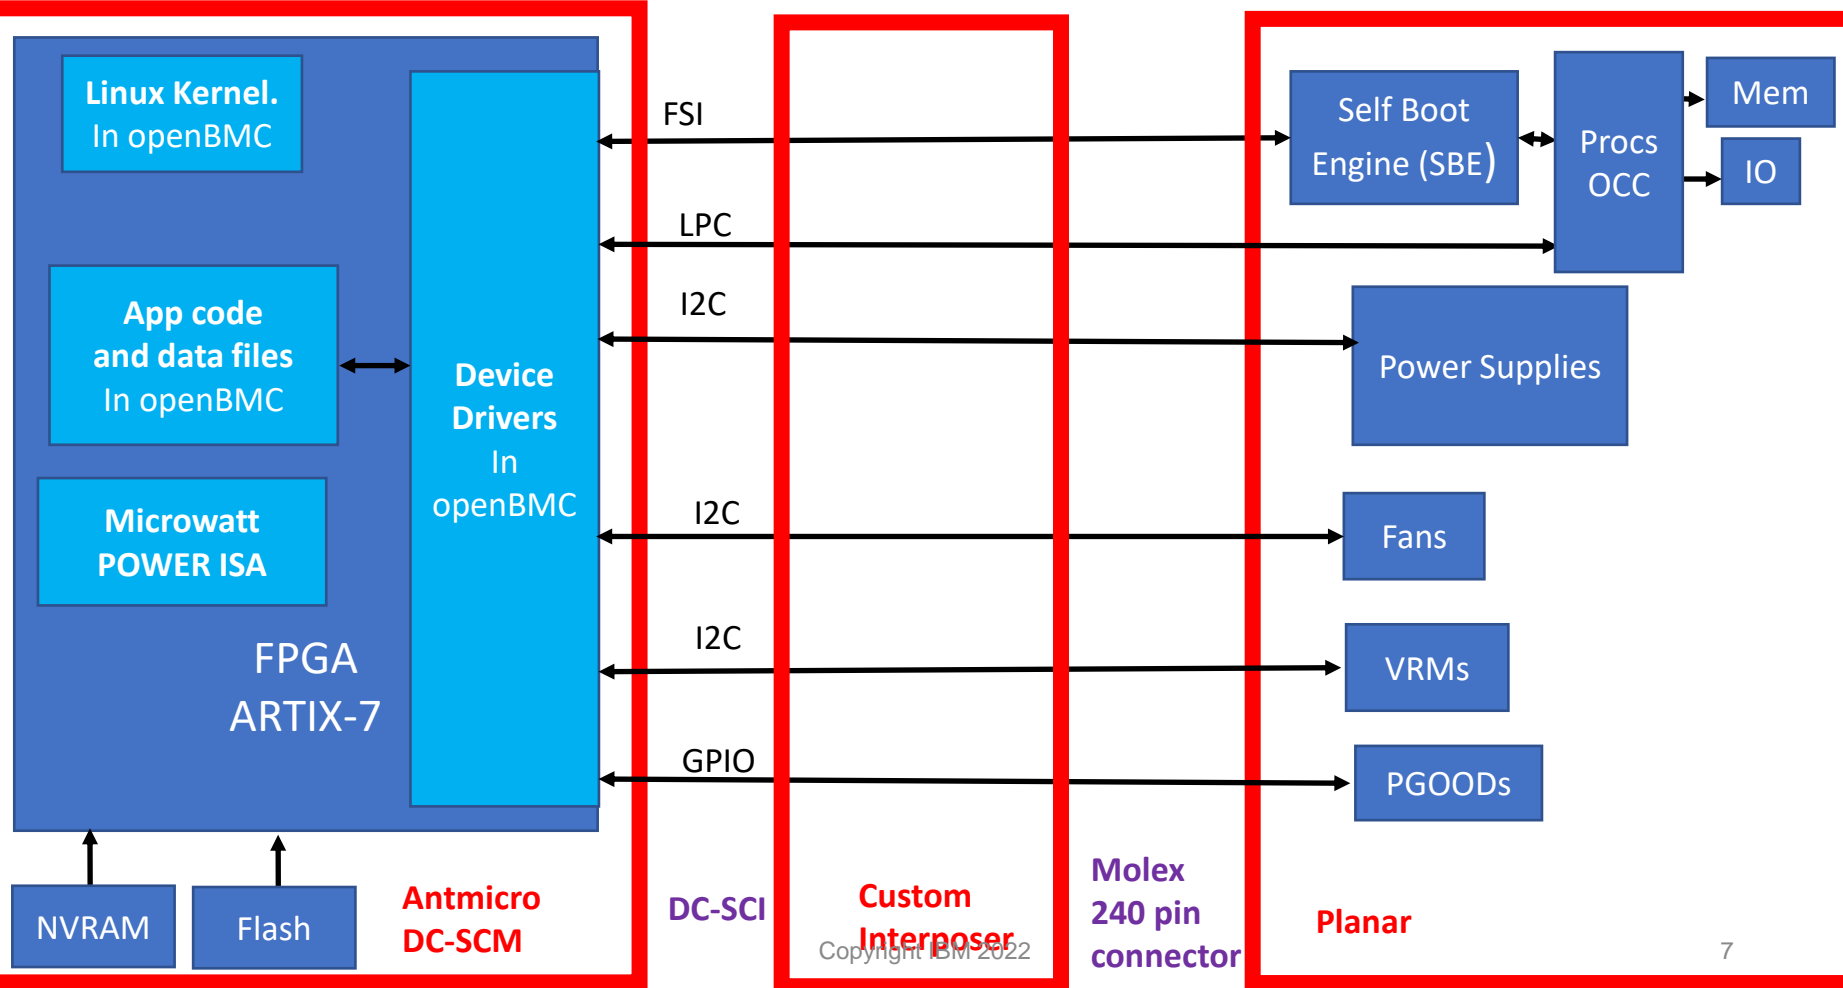 Linux Kernel.
In openBMC
App code
and data files
In openBMC
Microwatt
POWER ISA
FPGA
ARTIX-7
Device
Drivers
In
openBMC
NVRAM
Flash
Antmicro
DC-SCM
FSI
LPC
I2C
I2C
I2C
GPIO
DC-SCI
Custom
Interposer
Molex
240 pin
connector
Self Boot
Engine (SBE)
Procs
OCC
Mem
IO
Power Supplies
Fans
VRMs
PGOODs
Planar
Copyright IBM 2022
7